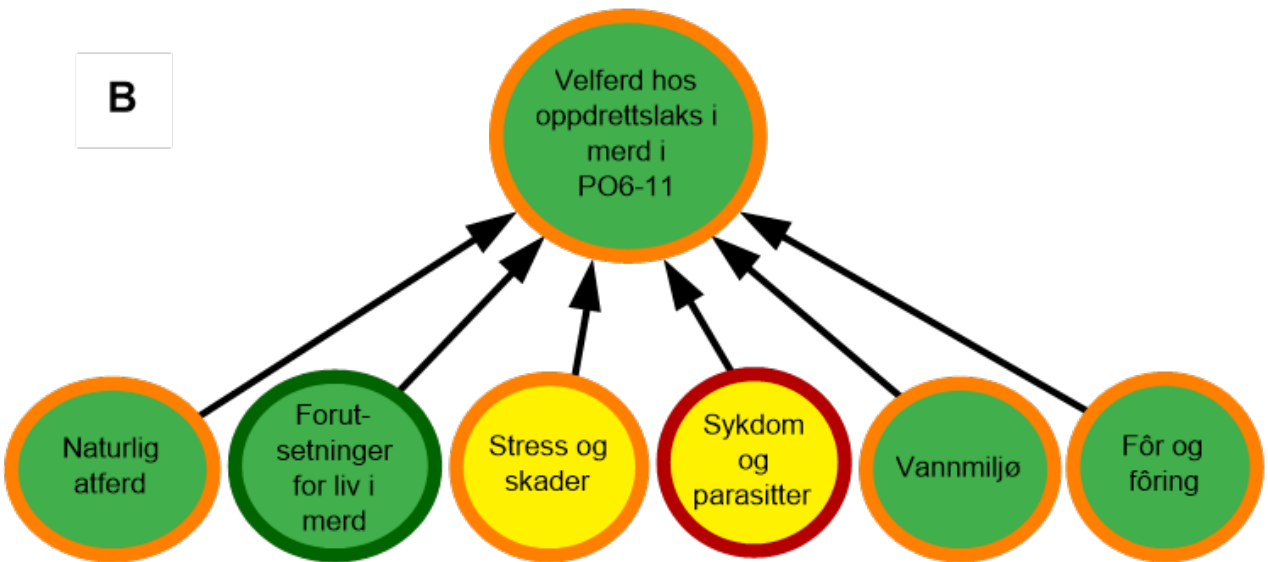 B
Velferd hos
oppdrettslaks i
merd i
PO6-11
Naturlig
atferd
Forut-
setninger
for liv i
merd
Stress og
skader
Sykdom
og
parasitter
Vannmiljø
Fôr og
fôring